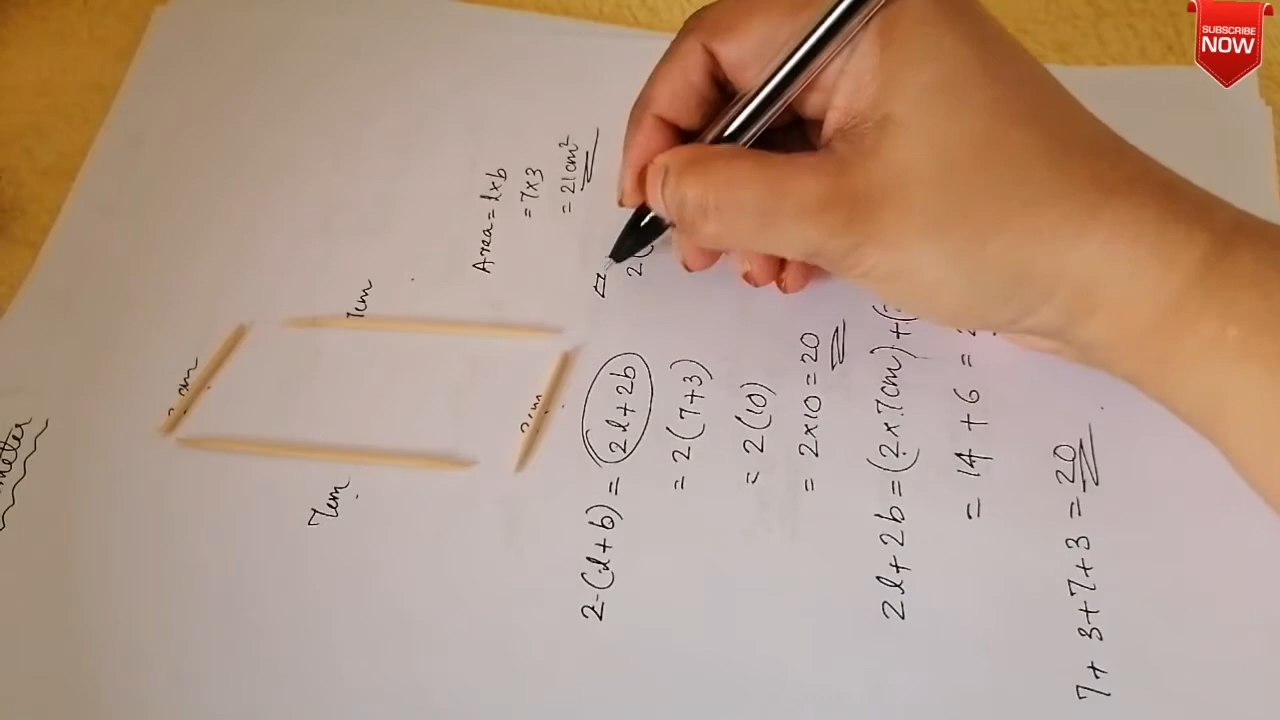 7cm
7cm
Area = l×b
= 7×3
= 21cm²
2(l+b) = 2l+2b
= 2(7+3)
= 2(10)
= 2×10 = 20
2l+2b = (2×7cm)+(
= 14 + 6 =
7+3+7+3 = 20
SUBSCRIBE
NOW